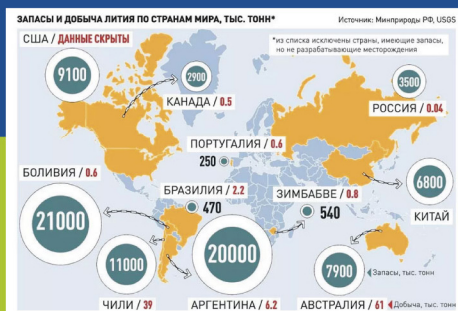 ЗАПАСЫ И ДОБЫЧА ЛИТИЯ ПО СТРАНАМ МИРА, ТЫС. ТОНН*
Источник: Минприроды РФ, USGS
*из списка исключены страны, имеющие запасы,
но не разрабатывающие месторождения
США / ДАННЫЕ СКРЫТЫ
9100
2900
КАНАДА / 0.5
3500
РОССИЯ / 0.04
ПОРТУГАЛИЯ / 0.6
250
БОЛИВИЯ / 0.6
21000
БРАЗИЛИЯ / 2.2
470
ЗИМБАБВЕ / 0.8
540
6800
КИТАЙ
11000
ЧИЛИ / 39
20000
АРГЕНТИНА / 6.2
7900
Запасы, тыс. тонн
АВСТРАЛИЯ / 61
Добыча, тыс. тонн